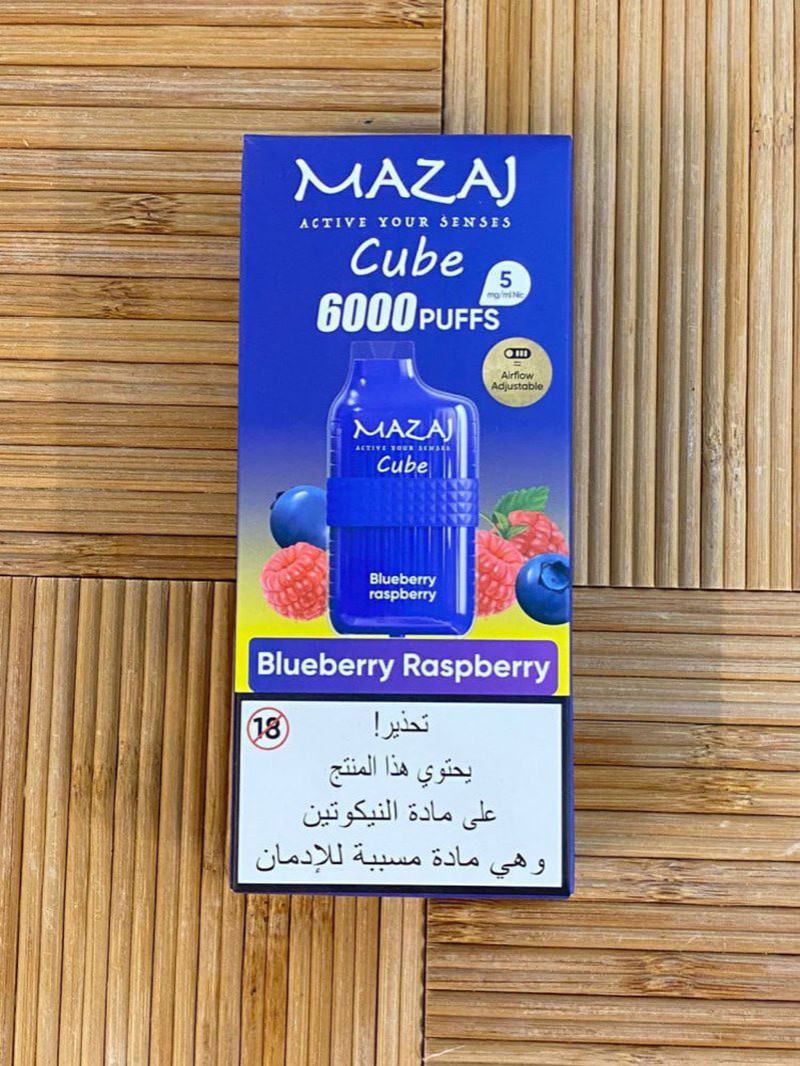 MAZAJ
ACTIVE YOUR SENSES
Cube
5
mg/ml Nic
6000 PUFFS
Airflow
Adjustable
MAZAJ
ACTIVE YOUR SENSES
Cube
Blueberry
raspberry
Blueberry Raspberry
18
تحذير!
يحتوي هذا المنتج
على مادة النيكوتين
وهي مادة مسببة للإدمان